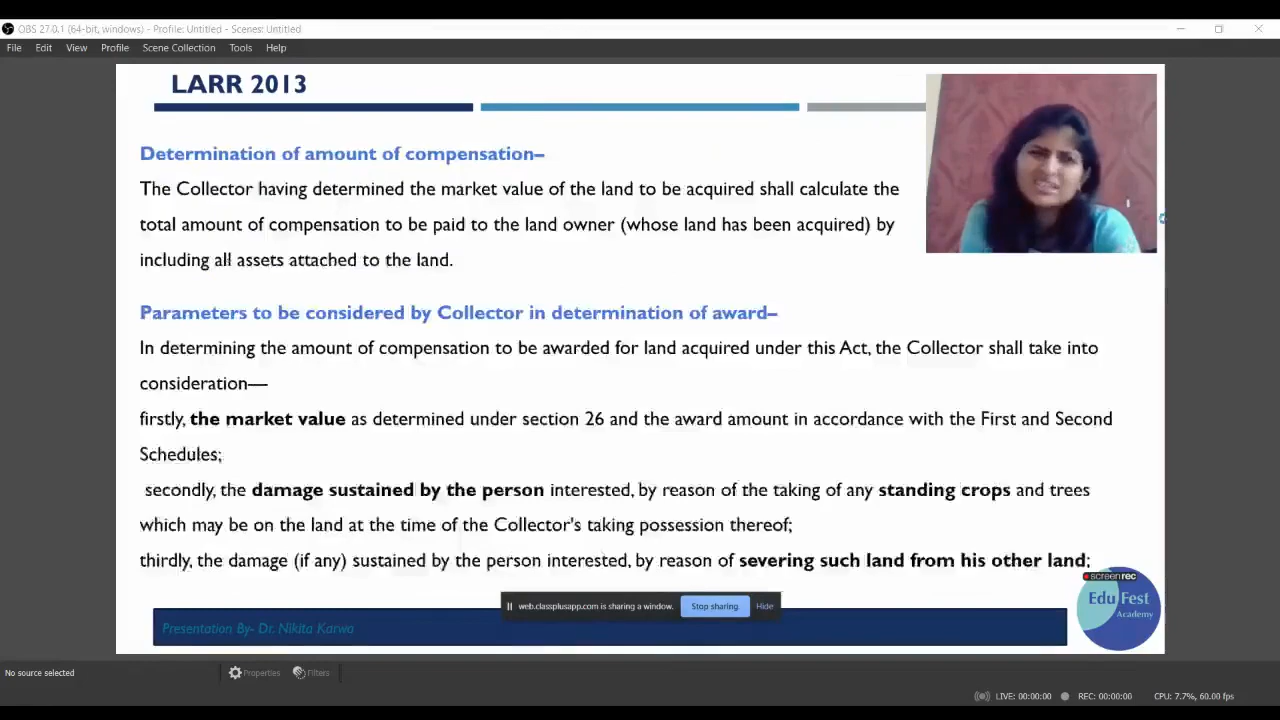 OBS 27.0.1 (64-bit, windows) - Profile: Untitled - Scenes: Untitled
File Edit View Profile Scene Collection Tools Help
LARR 2013
Determination of amount of compensation–
The Collector having determined the market value of the land to be acquired shall calculate the
total amount of compensation to be paid to the land owner (whose land has been acquired) by
including all assets attached to the land.
Parameters to be considered by Collector in determination of award–
In determining the amount of compensation to be awarded for land acquired under this Act, the Collector shall take into
consideration—
firstly, the market value as determined under section 26 and the award amount in accordance with the First and Second
Schedules;
secondly, the damage sustained by the person interested, by reason of the taking of any standing crops and trees
which may be on the land at the time of the Collector's taking possession thereof;
thirdly, the damage (if any) sustained by the person interested, by reason of severing such land from his other land;
screenrec
EduFest
Academy
web.classplusapp.com is sharing a window. Stop sharing Hide
Presentation By- Dr. Nikita Karwa
No source selected Properties Filters
LIVE: 00:00:00 REC: 00:00:00 CPU: 7.7%, 60.00 fps